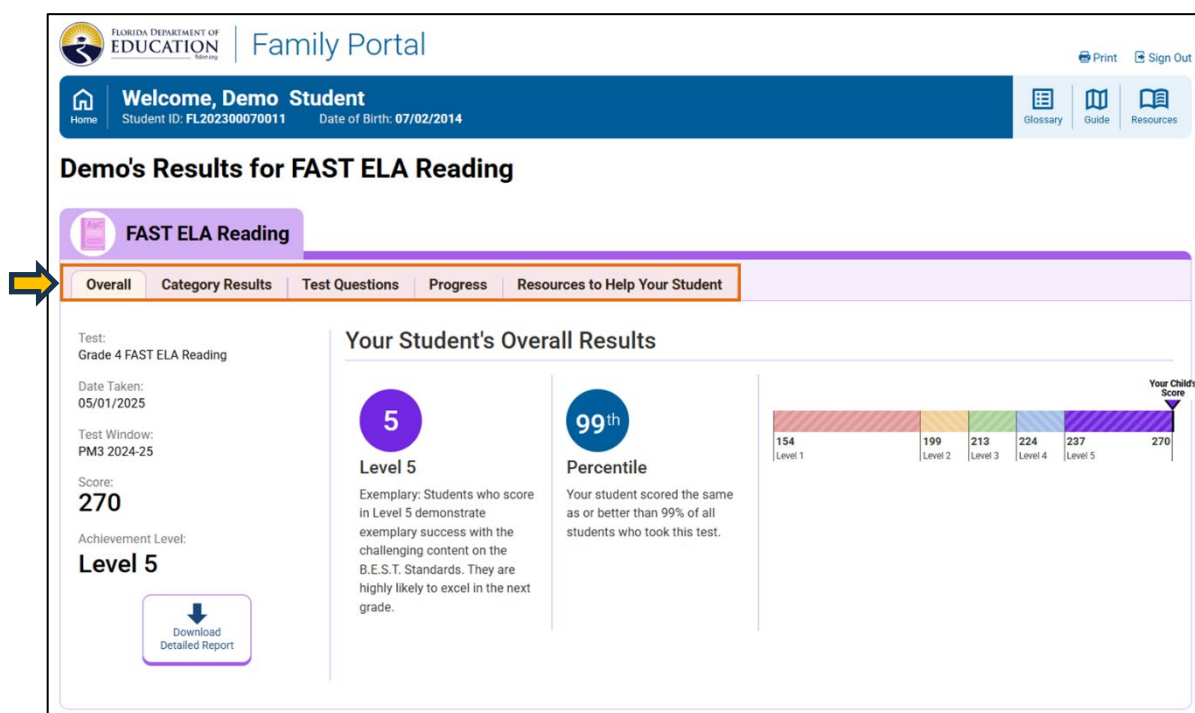 FLORIDA DEPARTMENT OF
EDUCATION
fldoe.org
Family Portal
Print
Sign Out
Home
Welcome, Demo Student
Student ID: FL202300070011 Date of Birth: 07/02/2014
Glossary
Guide
Resources
Demo's Results for FAST ELA Reading
FAST ELA Reading
Overall
Category Results
Test Questions
Progress
Resources to Help Your Student
Test:
Grade 4 FAST ELA Reading
Date Taken:
05/01/2025
Test Window:
PM3 2024-25
Score:
270
Achievement Level:
Level 5
Download
Detailed Report
Your Student's Overall Results
5
Level 5
Exemplary: Students who score
in Level 5 demonstrate
exemplary success with the
challenging content on the
B.E.S.T. Standards. They are
highly likely to excel in the next
grade.
99th
Percentile
Your student scored the same
as or better than 99% of all
students who took this test.
Your Child's
Score
154
Level 1
199
Level 2
213
Level 3
224
Level 4
237
Level 5
270